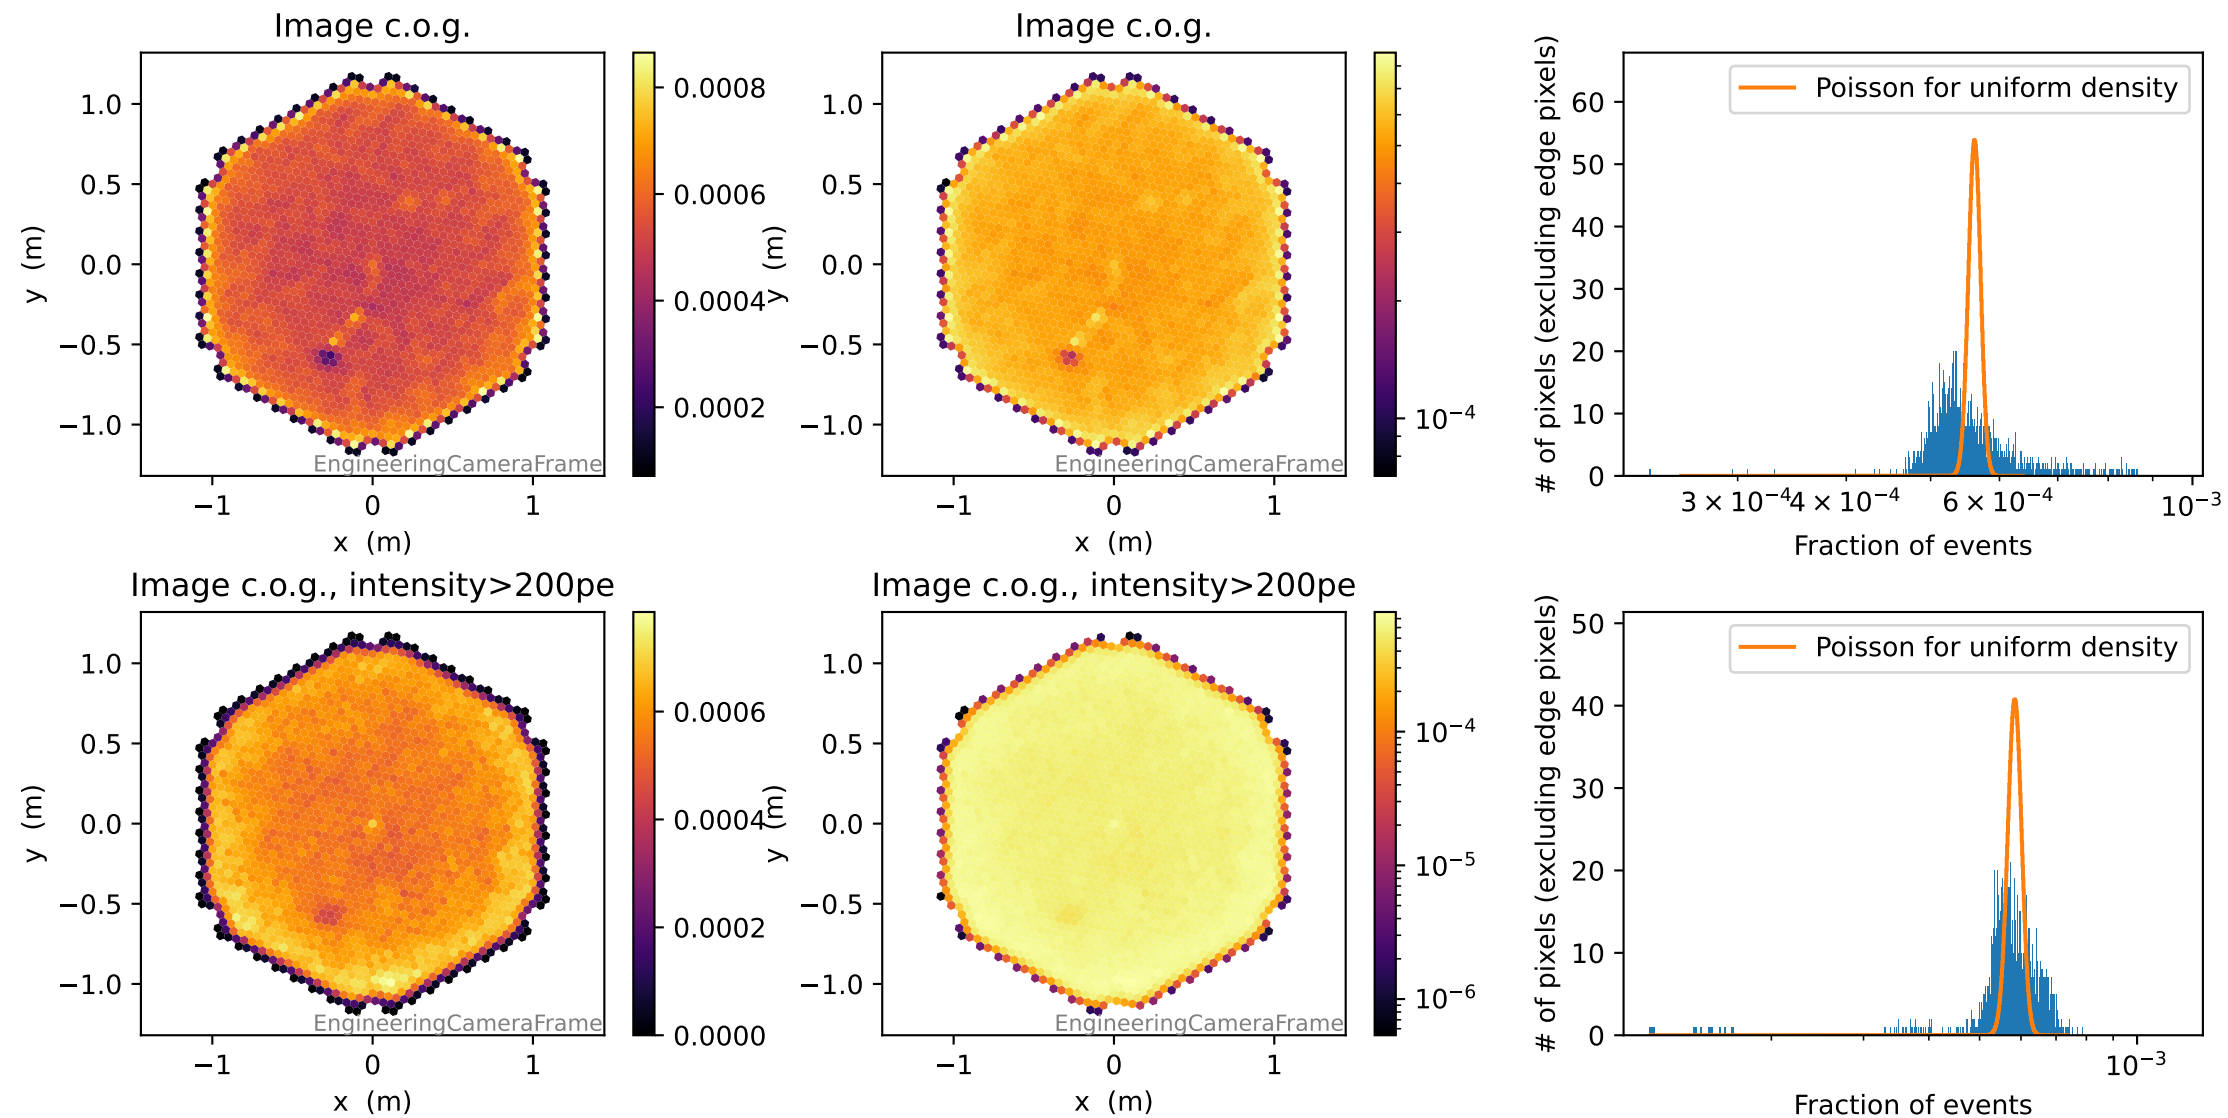 Image c.o.g.
1.0
0.5
0.0
−0.5
−1.0
y (m)
−1 0 1
x (m)
EngineeringCameraFrame
0.0008
0.0006
0.0004
0.0002
Image c.o.g.
1.0
0.5
0.0
−0.5
−1.0
y (m)
−1 0 1
x (m)
EngineeringCameraFrame
10⁻⁴
Poisson for uniform density
# of pixels (excluding edge pixels)
60
50
40
30
20
10
0
3 × 10⁻⁴ 4 × 10⁻⁴ 6 × 10⁻⁴ 10⁻³
Fraction of events
Image c.o.g., intensity>200pe
1.0
0.5
0.0
−0.5
−1.0
y (m)
−1 0 1
x (m)
EngineeringCameraFrame
0.0006
0.0004
0.0002
0.0000
Image c.o.g., intensity>200pe
1.0
0.5
0.0
−0.5
−1.0
y (m)
−1 0 1
x (m)
EngineeringCameraFrame
10⁻⁴
10⁻⁵
10⁻⁶
Poisson for uniform density
# of pixels (excluding edge pixels)
50
40
30
20
10
0
10⁻³
Fraction of events